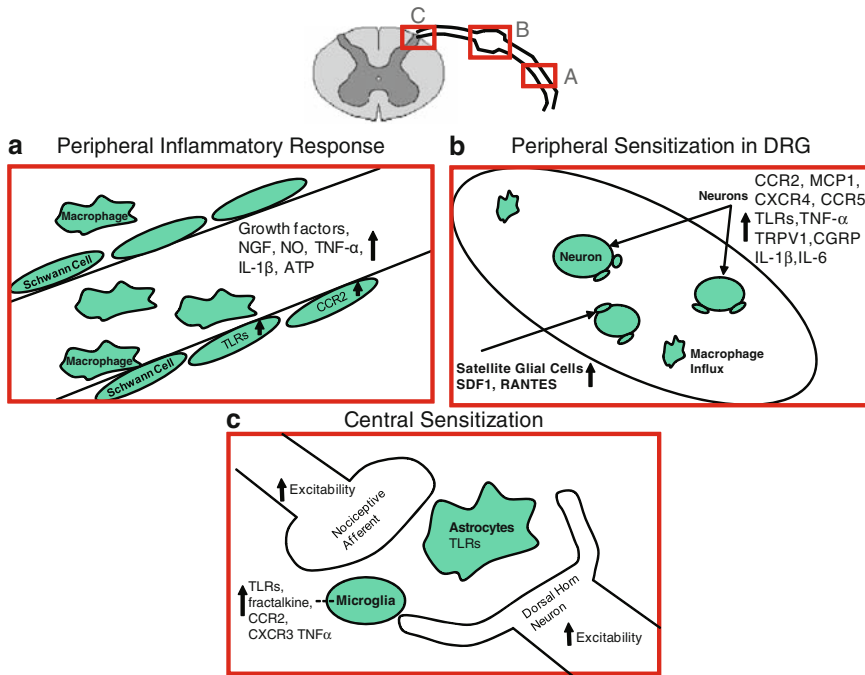 C
B
A
a Peripheral Inflammatory Response
Macrophage
Schwann Cell
Growth factors,
NGF, NO, TNF-α,
IL-1β, ATP
CCR2
TLRs
Macrophage
Schwann Cell
b Peripheral Sensitization in DRG
Neurons
CCR2, MCP1,
CXCR4, CCR5
TLRs,TNF-α
TRPV1,CGRP
IL-1β,IL-6
Neuron
Satellite Glial Cells
SDF1, RANTES
Macrophage
Influx
c Central Sensitization
Excitability
Nociceptive
Afferent
Astrocytes
TLRs
TLRs,
fractalkine,
CCR2,
CXCR3 TNFα
Microglia
Dorsal Horn
Neuron
Excitability